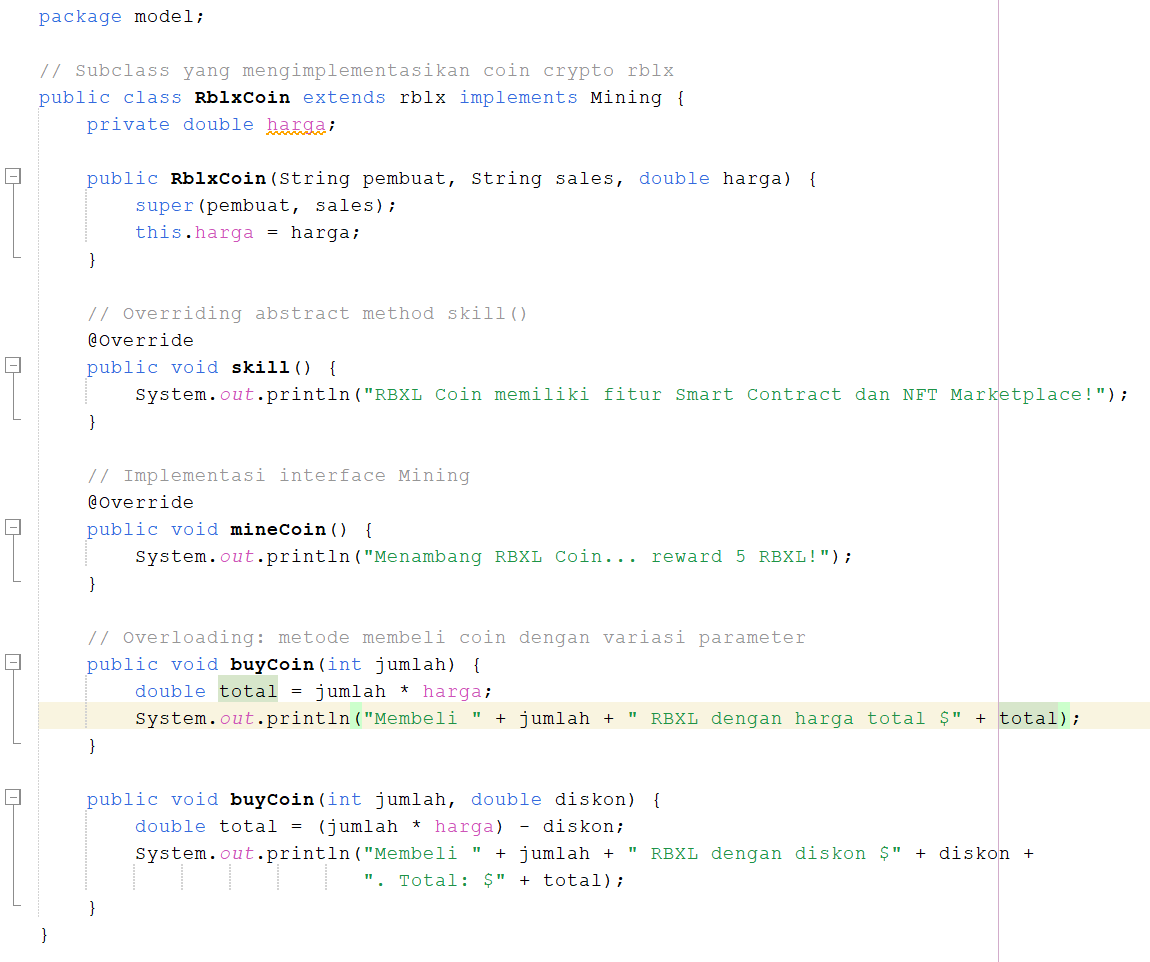 package model;
// Subclass yang mengimplementasikan coin crypto rblx
public class RblxCoin extends rblx implements Mining {
    private double harga;
    public RblxCoin(String pembuat, String sales, double harga) {
        super(pembuat, sales);
        this.harga = harga;
    }
    // Overriding abstract method skill()
    @Override
    public void skill() {
        System.out.println("RBXL Coin memiliki fitur Smart Contract dan NFT Marketplace!");
    }
    // Implementasi interface Mining
    @Override
    public void mineCoin() {
        System.out.println("Menambang RBXL Coin... reward 5 RBXL!");
    }
    // Overloading: metode membeli coin dengan variasi parameter
    public void buyCoin(int jumlah) {
        double total = jumlah * harga;
        System.out.println("Membeli " + jumlah + " RBXL dengan harga total $" + total);
    }
    public void buyCoin(int jumlah, double diskon) {
        double total = (jumlah * harga) - diskon;
        System.out.println("Membeli " + jumlah + " RBXL dengan diskon $" + diskon +
                           ". Total: $" + total);
    }
}